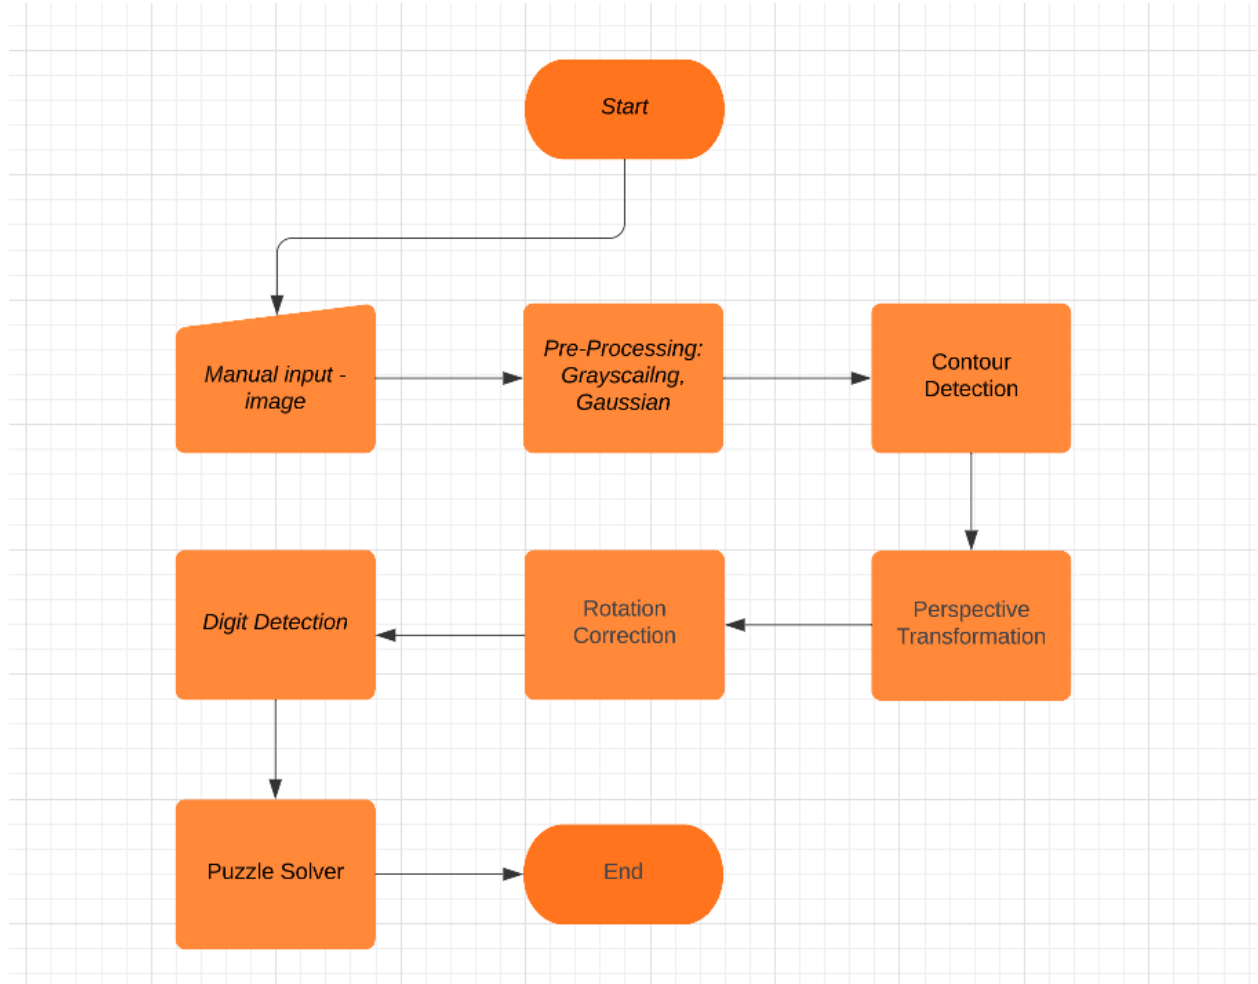 Start
Manual input -
image
Pre-Processing:
Grayscailng,
Gaussian
Contour
Detection
Perspective
Transformation
Rotation
Correction
Digit Detection
Puzzle Solver
End